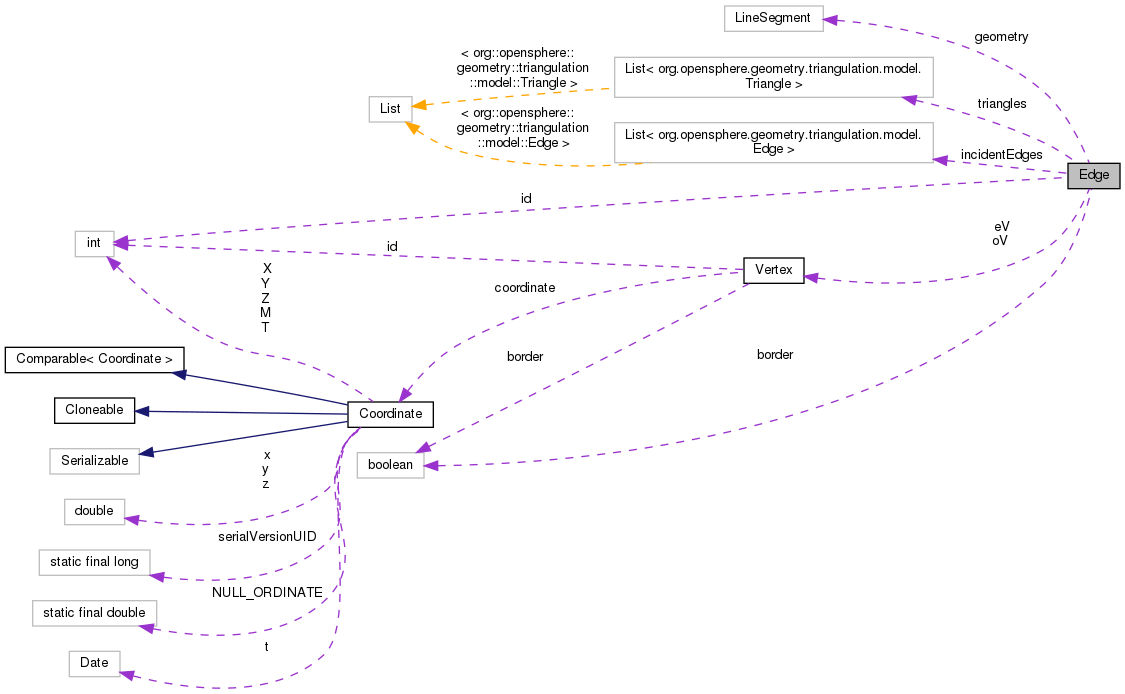 LineSegment
geometry
< org::opensphere::
geometry::triangulation
::model::Triangle >
List< org.opensphere.geometry.triangulation.model.
Triangle >
triangles
List
< org::opensphere::
geometry::triangulation
::model::Edge >
List< org.opensphere.geometry.triangulation.model.
Edge >
incidentEdges
Edge
id
eV
oV
int
id
Vertex
X
Y
Z
M
T
coordinate
border
border
Comparable< Coordinate >
Cloneable
Coordinate
Serializable
x
y
z
boolean
double
serialVersionUID
static final long
NULL_ORDINATE
static final double
t
Date